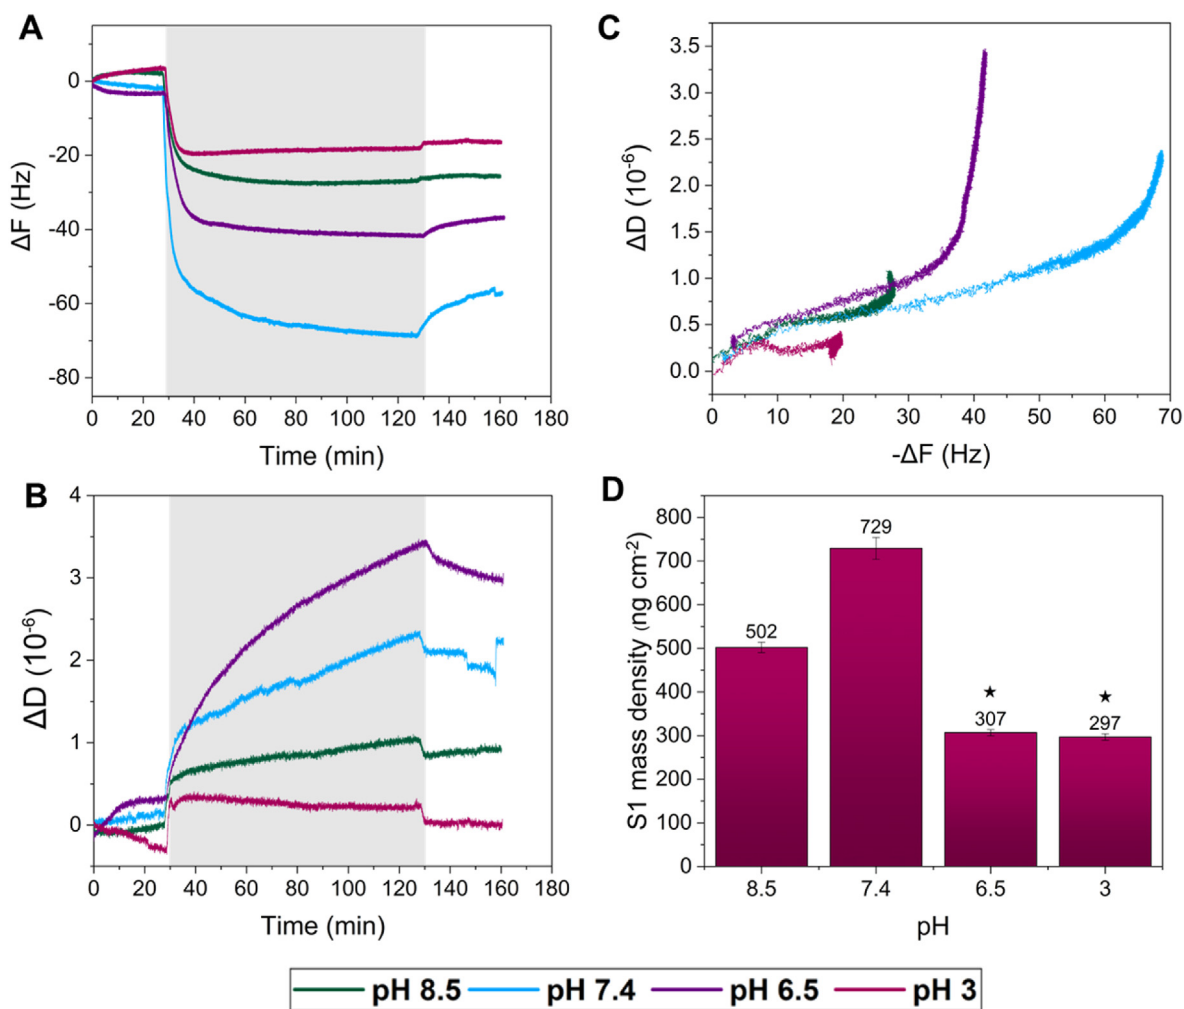 A
0
-20
-40
-60
-80
ΔF (Hz)
0 20 40 60 80 100 120 140 160 180
Time (min)
C
3.5
3.0
2.5
2.0
1.5
1.0
0.5
0.0
ΔD (10⁻⁶)
0 10 20 30 40 50 60 70
-ΔF (Hz)
B
4
3
2
1
0
ΔD (10⁻⁶)
0 20 40 60 80 100 120 140 160 180
Time (min)
D
800
700
600
500
400
300
200
100
0
S1 mass density (ng cm⁻²)
502
729
★
307
★
297
8.5 7.4 6.5 3
pH
pH 8.5 pH 7.4 pH 6.5 pH 3